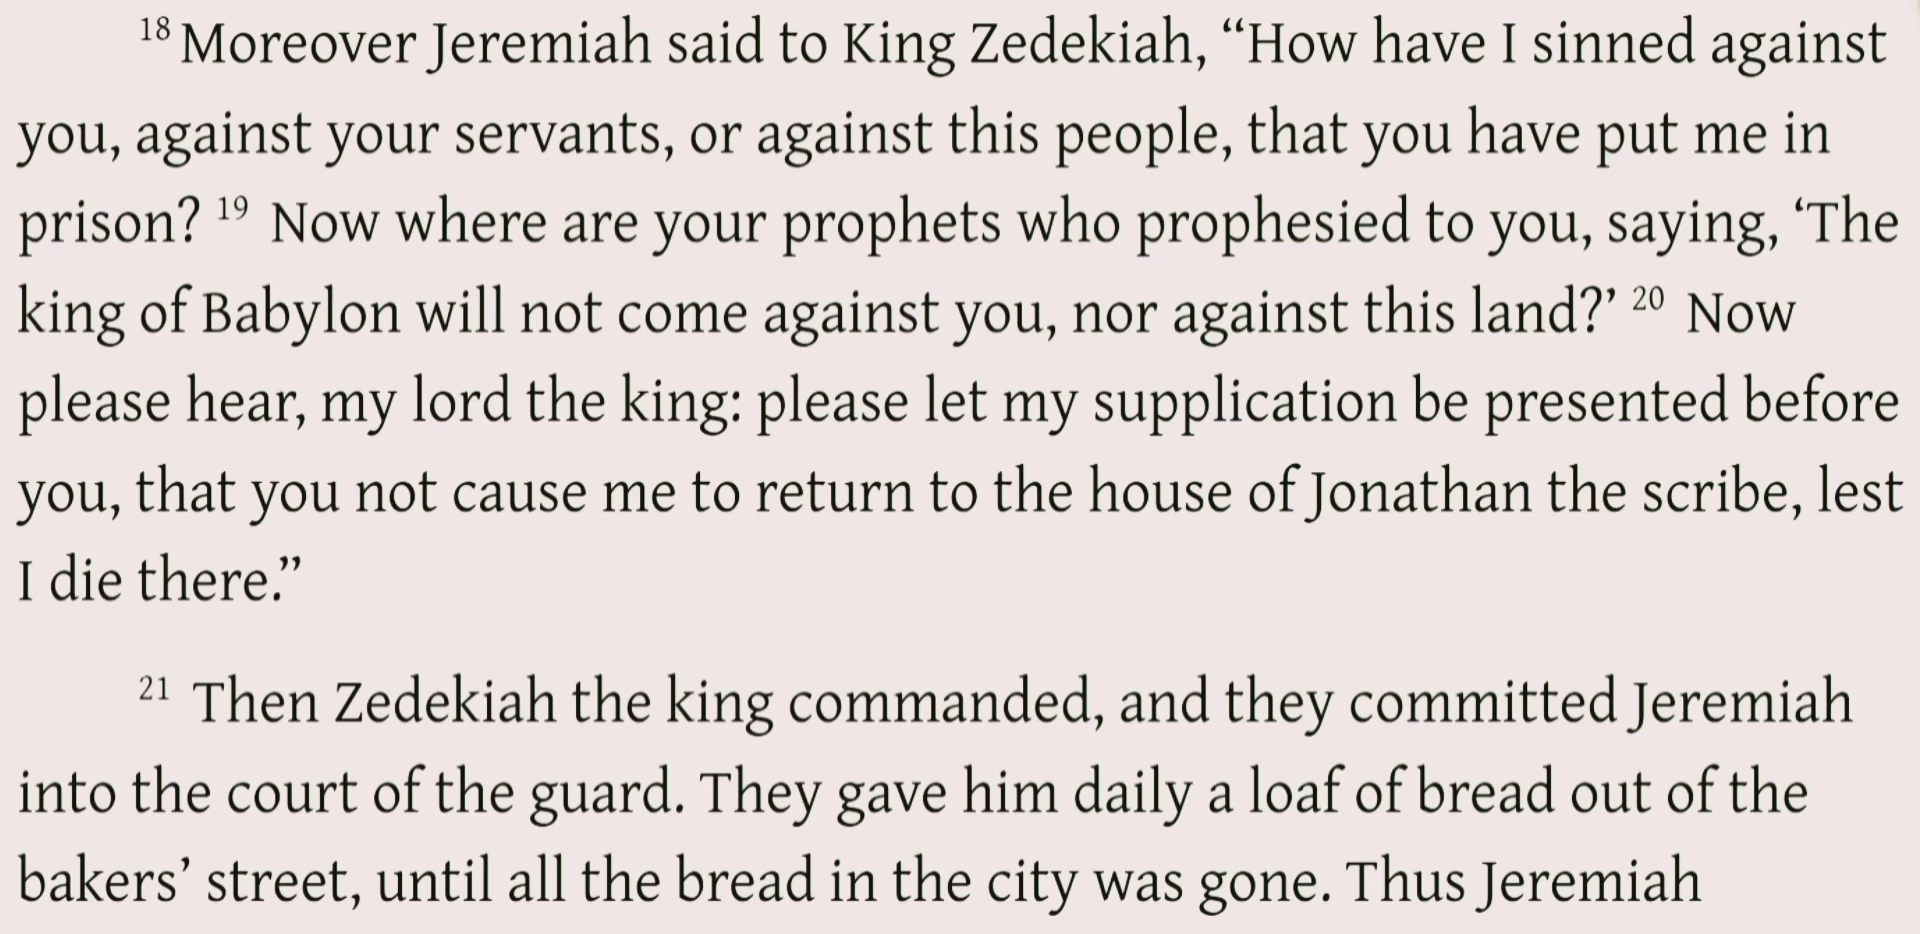 18 Moreover Jeremiah said to King Zedekiah, “How have I sinned against
you, against your servants, or against this people, that you have put me in
prison? 19 Now where are your prophets who prophesied to you, saying, ‘The
king of Babylon will not come against you, nor against this land?’ 20 Now
please hear, my lord the king: please let my supplication be presented before
you, that you not cause me to return to the house of Jonathan the scribe, lest
I die there.”
21 Then Zedekiah the king commanded, and they committed Jeremiah
into the court of the guard. They gave him daily a loaf of bread out of the
bakers’ street, until all the bread in the city was gone. Thus Jeremiah